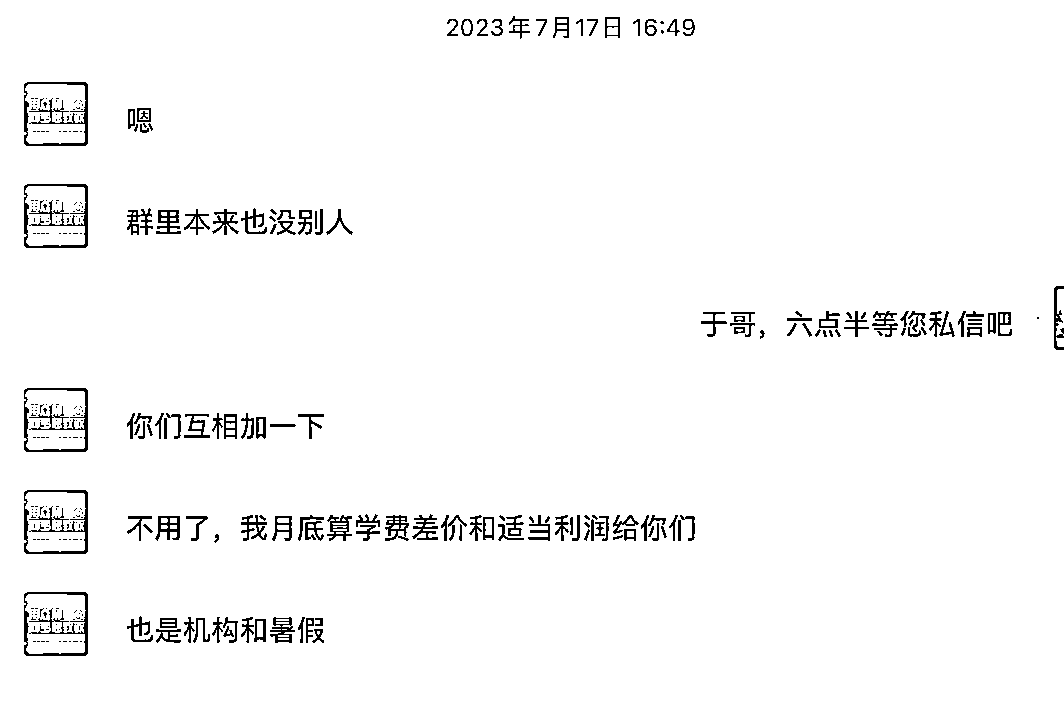 2023年7月17日 16:49
嗯
群里本来也没别人
于哥，六点半等您私信吧
你们互相加一下
不用了，我月底算学费差价和适当利润给你们
也是机构和暑假